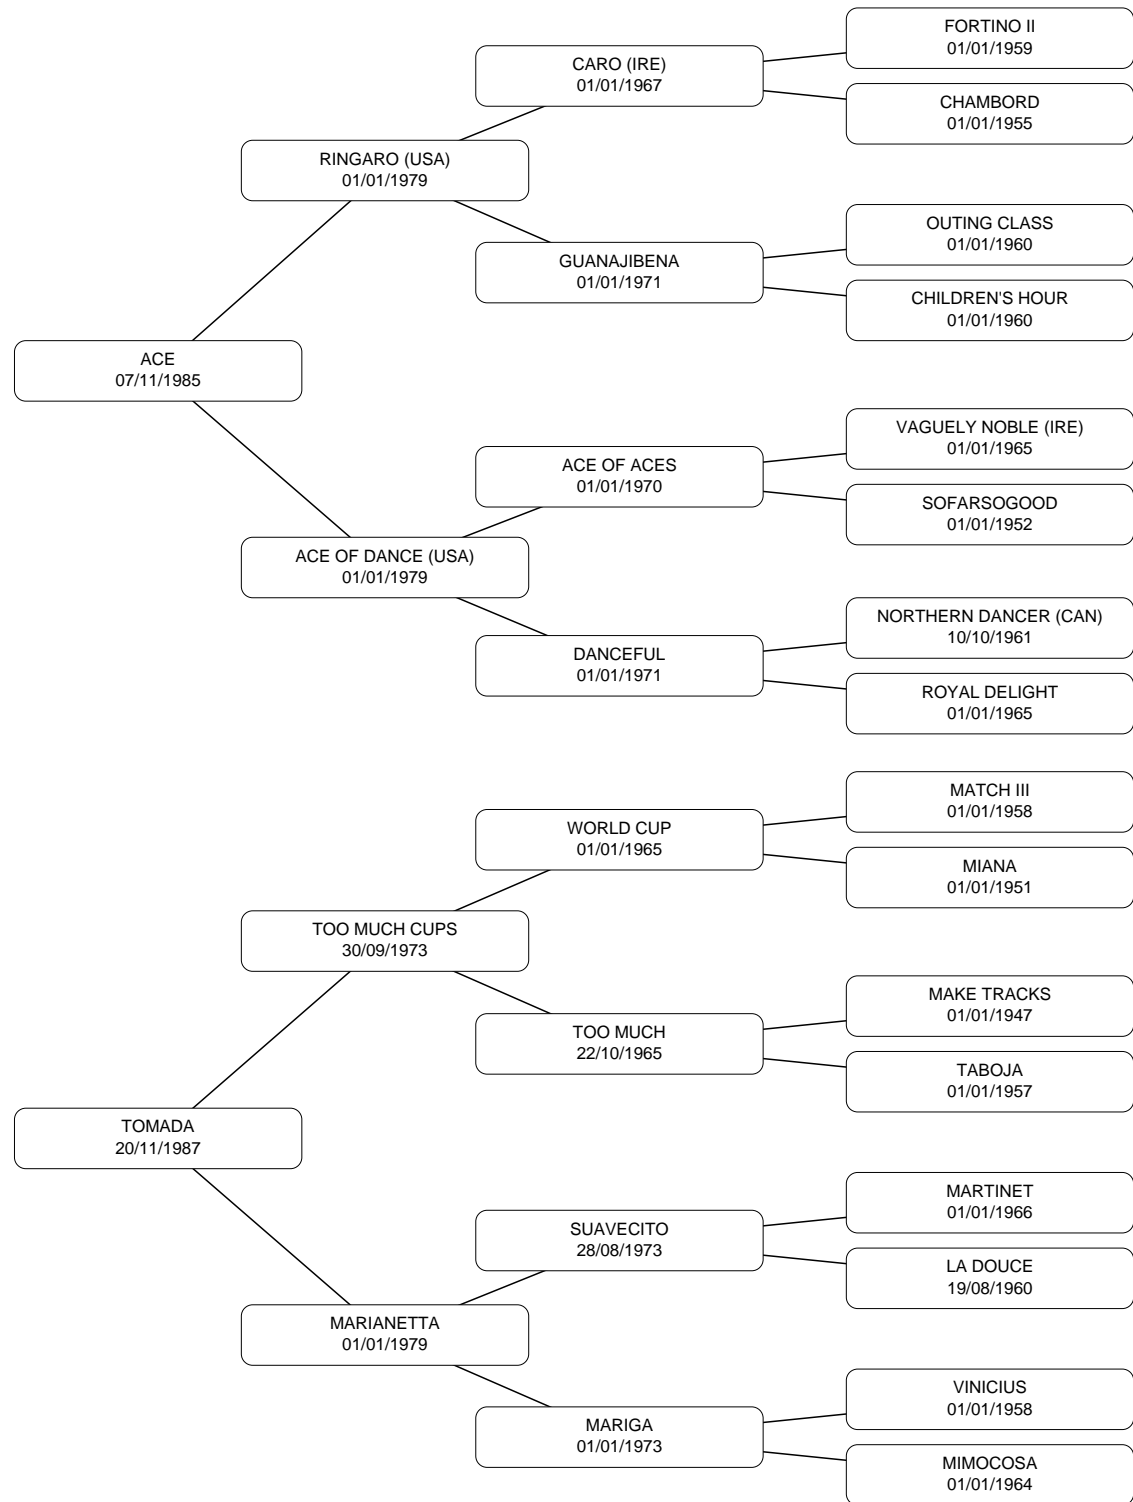 FORTINO II
01/01/1959
CARO (IRE)
01/01/1967
CHAMBORD
01/01/1955
RINGARO (USA)
01/01/1979
OUTING CLASS
01/01/1960
GUANAJIBENA
01/01/1971
CHILDREN'S HOUR
01/01/1960
ACE
07/11/1985
VAGUELY NOBLE (IRE)
01/01/1965
ACE OF ACES
01/01/1970
SOFARSOGOOD
01/01/1952
ACE OF DANCE (USA)
01/01/1979
NORTHERN DANCER (CAN)
10/10/1961
DANCEFUL
01/01/1971
ROYAL DELIGHT
01/01/1965
MATCH III
01/01/1958
WORLD CUP
01/01/1965
MIANA
01/01/1951
TOO MUCH CUPS
30/09/1973
MAKE TRACKS
01/01/1947
TOO MUCH
22/10/1965
TABOJA
01/01/1957
TOMADA
20/11/1987
MARTINET
01/01/1966
SUAVECITO
28/08/1973
LA DOUCE
19/08/1960
MARIANETTA
01/01/1979
VINICIUS
01/01/1958
MARIGA
01/01/1973
MIMOCOSA
01/01/1964